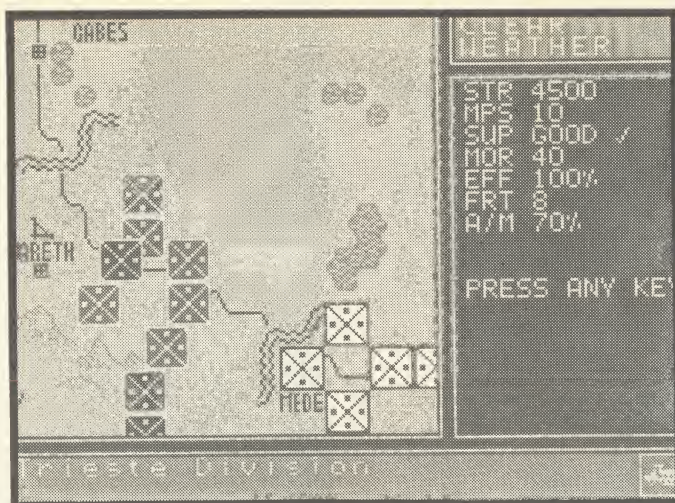 GABES
CLEAR
WEATHER
STR 4500
MPS 10
SUP GOOD /
MOR 40
EFF 100%
FRT 8
A/M 70%
ARETH
PRESS ANY KEY
MEDE
Trieste Division